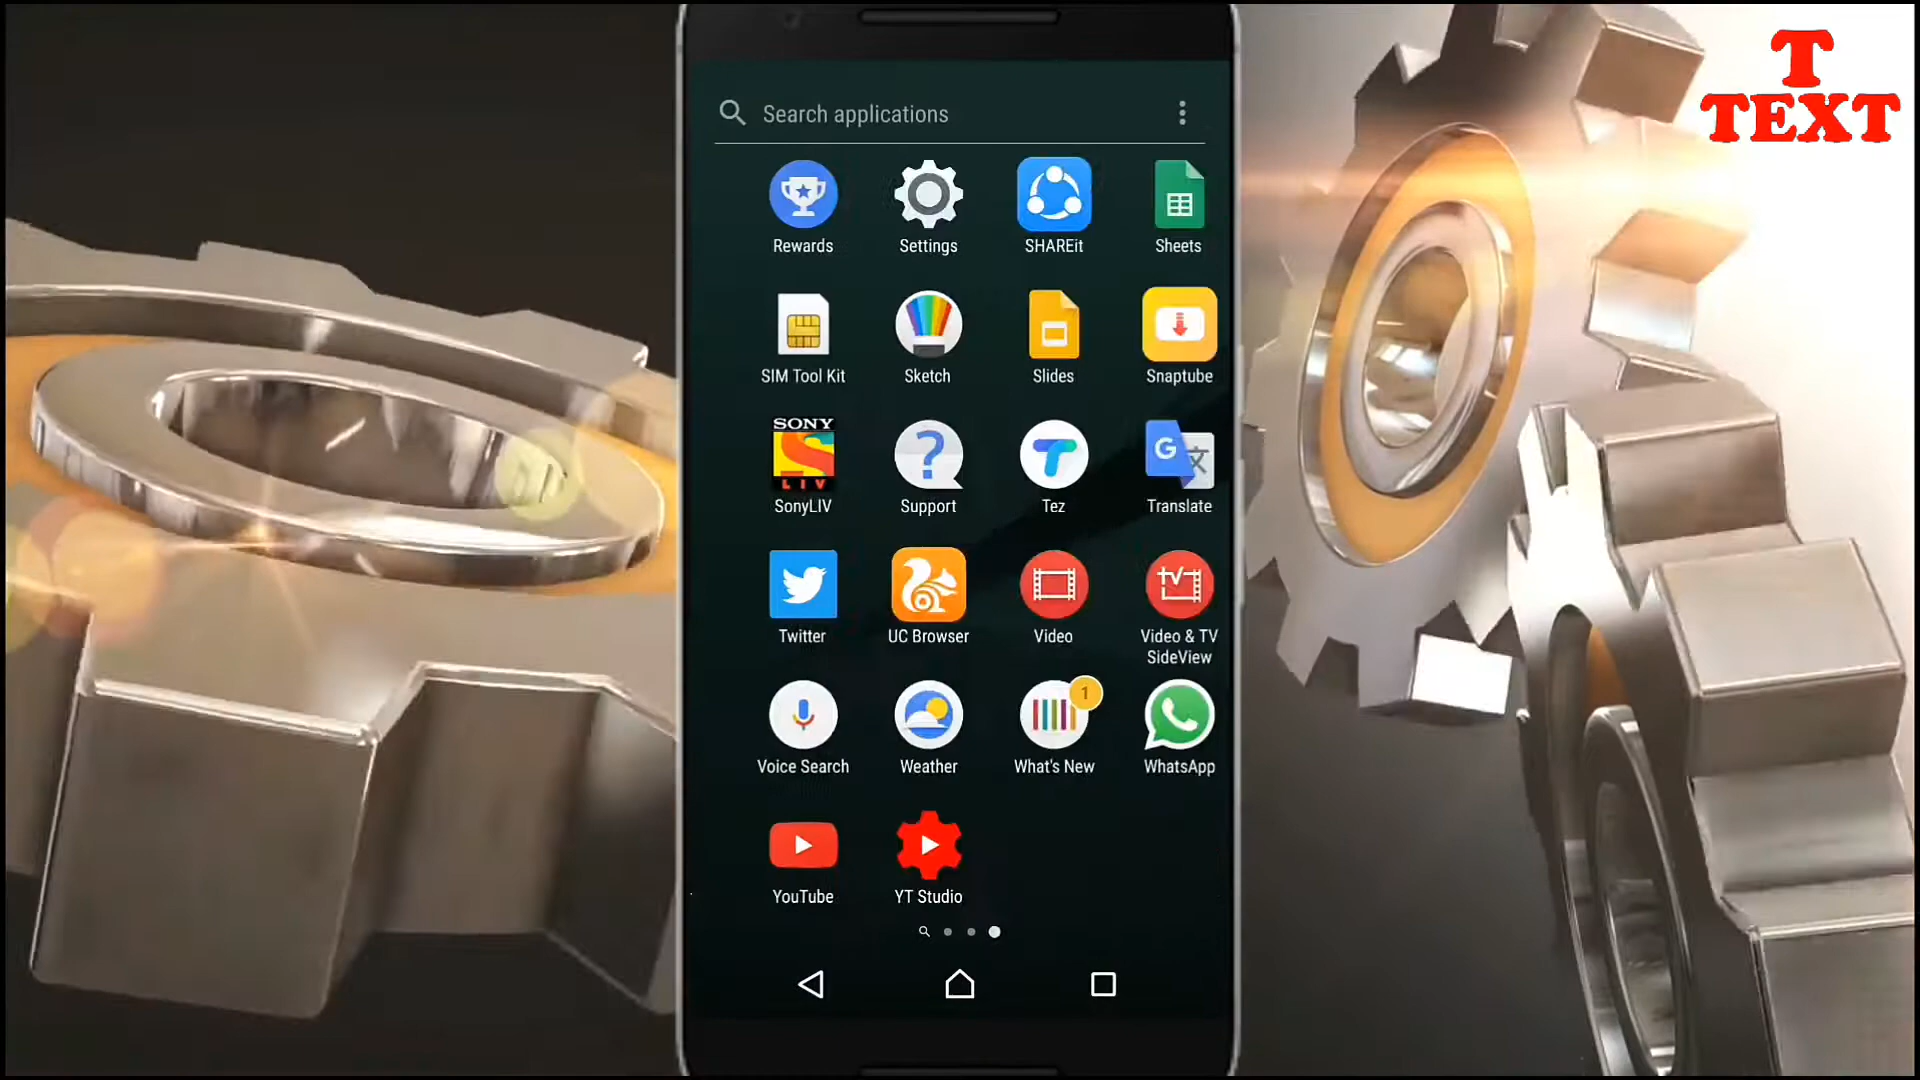 T
TEXT
Search applications
Rewards
Settings
SHAREit
Sheets
SIM Tool Kit
Sketch
Slides
Snaptube
SONY
LIV
G
文
SonyLIV
Support
Tez
Translate
Twitter
UC Browser
Video
Video & TV
SideView
1
Voice Search
Weather
What's New
WhatsApp
YouTube
YT Studio